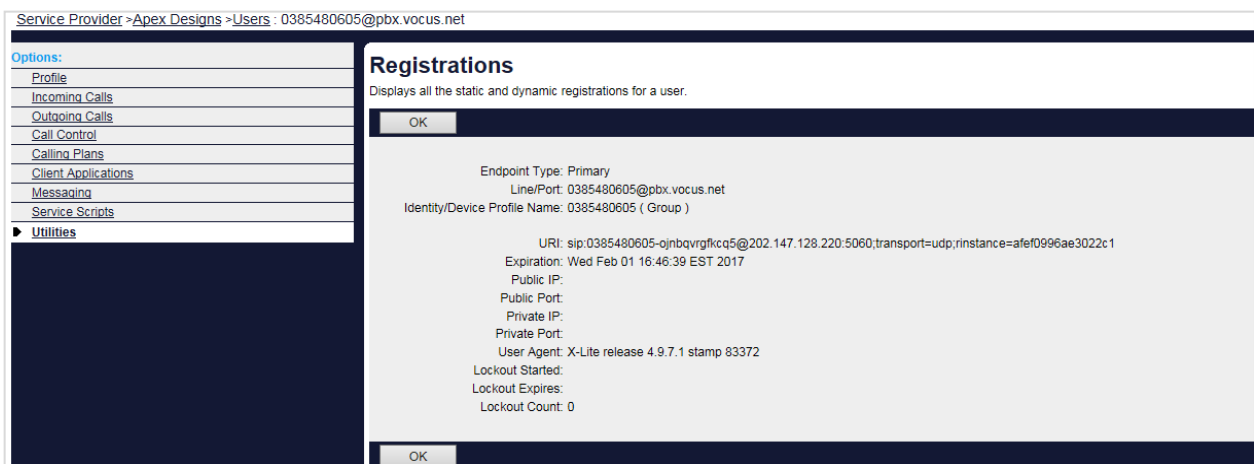 Service Provider >Apex Designs >Users : 0385480605@pbx.vocus.net
Options:
Profile
Incoming Calls
Outgoing Calls
Call Control
Calling Plans
Client Applications
Messaging
Service Scripts
Utilities
Registrations
Displays all the static and dynamic registrations for a user.
OK
Endpoint Type: Primary
Line/Port: 0385480605@pbx.vocus.net
Identity/Device Profile Name: 0385480605 ( Group )
URI: sip:0385480605-ojnbqvrgfkcq5@202.147.128.220:5060;transport=udp;rinstance=afef0996ae3022c1
Expiration: Wed Feb 01 16:46:39 EST 2017
Public IP:
Public Port:
Private IP:
Private Port:
User Agent: X-Lite release 4.9.7.1 stamp 83372
Lockout Started:
Lockout Expires:
Lockout Count: 0
OK